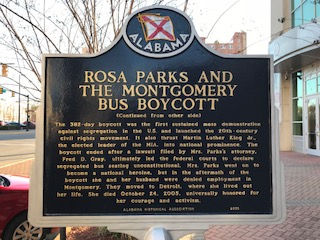 ALABAMA
ROSA PARKS AND
THE MONTGOMERY
BUS BOYCOTT
(Continued from other side)
The 382-day boycott was the first sustained mass demonstration
against segregation in the U.S. and launched the 20th-century
civil rights movement. It also thrust Martin Luther King Jr.,
the elected leader of the MIA, into national prominence. The
boycott ended after a lawsuit filed by Mrs. Parks's attorney,
Fred D. Gray, ultimately led the federal courts to declare
segregated bus seating unconstitutional. Mrs. Parks went on to
become a national heroine, but in the aftermath of the
boycott she and her husband were denied employment in
Montgomery. They moved to Detroit, where she lived out
her life. She died October 24, 2005, universally honored for
her courage and activism.
ALABAMA HISTORICAL ASSOCIATION